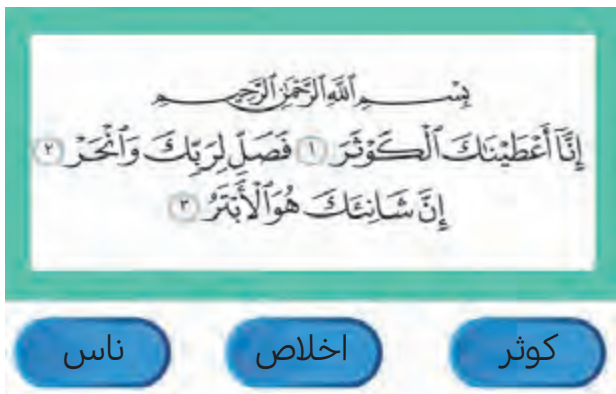 بِسْمِ اللَّهِ الرَّحْمَٰنِ الرَّحِيمِ
إِنَّا أَعْطَيْنَاكَ الْكَوْثَرَ ۝١ فَصَلِّ لِرَبِّكَ وَانْحَرْ ۝٢
إِنَّ شَانِئَكَ هُوَ الْأَبْتَرُ ۝٣
کوثر اخلاص ناس